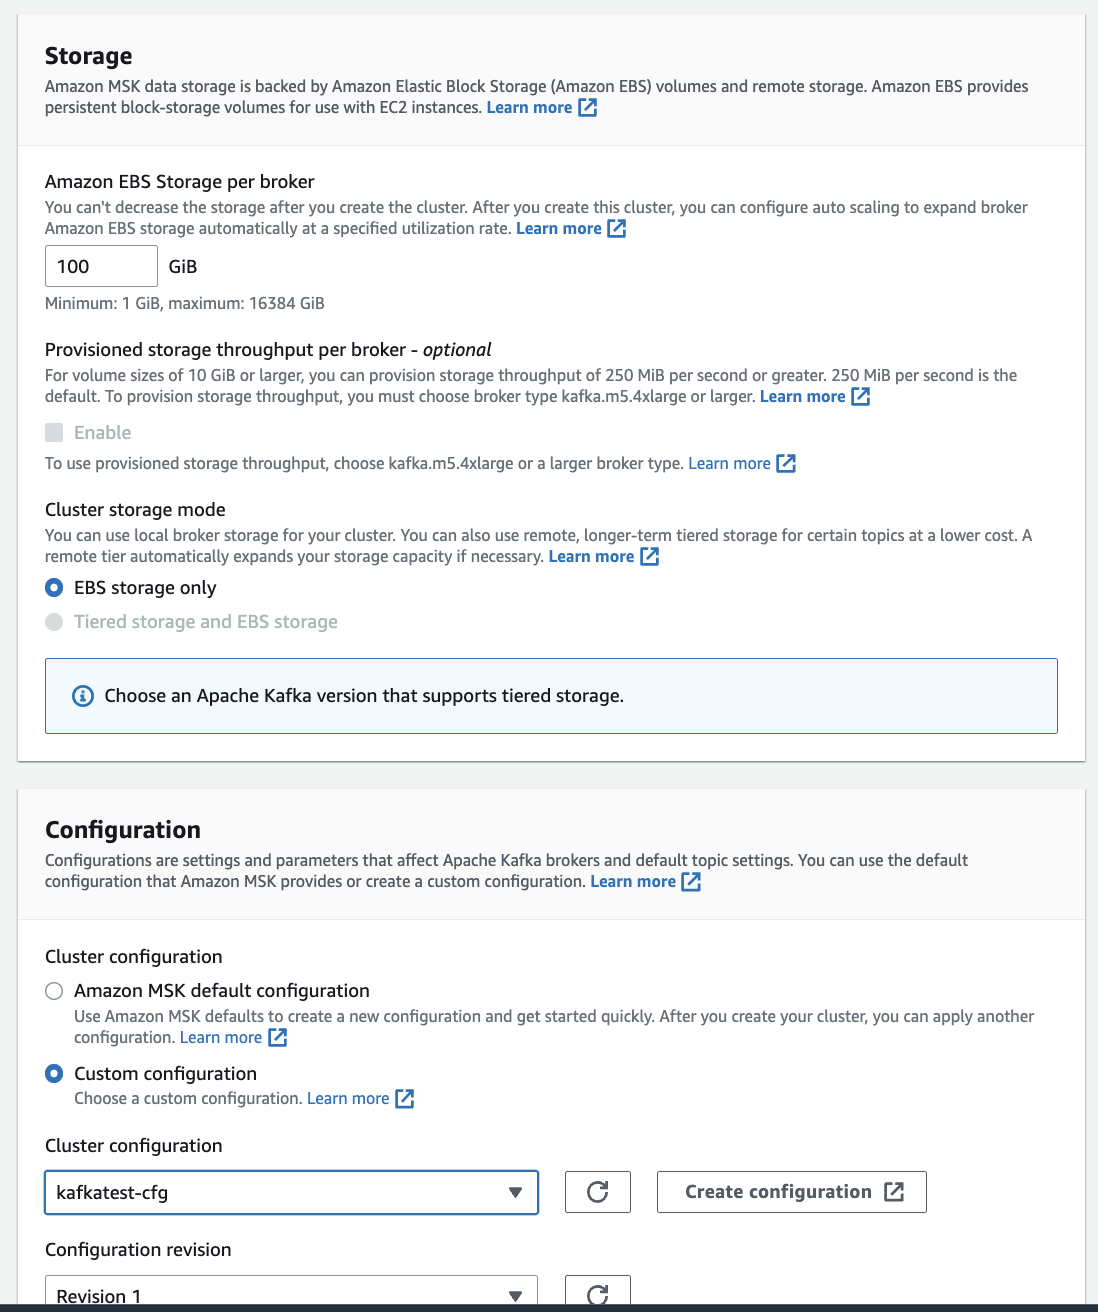 Storage
Amazon MSK data storage is backed by Amazon Elastic Block Storage (Amazon EBS) volumes and remote storage. Amazon EBS provides
persistent block-storage volumes for use with EC2 instances. Learn more
Amazon EBS Storage per broker
You can't decrease the storage after you create the cluster. After you create this cluster, you can configure auto scaling to expand broker
Amazon EBS storage automatically at a specified utilization rate. Learn more
100 GiB
Minimum: 1 GiB, maximum: 16384 GiB
Provisioned storage throughput per broker - optional
For volume sizes of 10 GiB or larger, you can provision storage throughput of 250 MiB per second or greater. 250 MiB per second is the
default. To provision storage throughput, you must choose broker type kafka.m5.4xlarge or larger. Learn more
Enable
To use provisioned storage throughput, choose kafka.m5.4xlarge or a larger broker type. Learn more
Cluster storage mode
You can use local broker storage for your cluster. You can also use remote, longer-term tiered storage for certain topics at a lower cost. A
remote tier automatically expands your storage capacity if necessary. Learn more
EBS storage only
Tiered storage and EBS storage
Choose an Apache Kafka version that supports tiered storage.
Configuration
Configurations are settings and parameters that affect Apache Kafka brokers and default topic settings. You can use the default
configuration that Amazon MSK provides or create a custom configuration. Learn more
Cluster configuration
Amazon MSK default configuration
Use Amazon MSK defaults to create a new configuration and get started quickly. After you create your cluster, you can apply another
configuration. Learn more
Custom configuration
Choose a custom configuration. Learn more
Cluster configuration
kafkatest-cfg Create configuration
Configuration revision
Revision 1